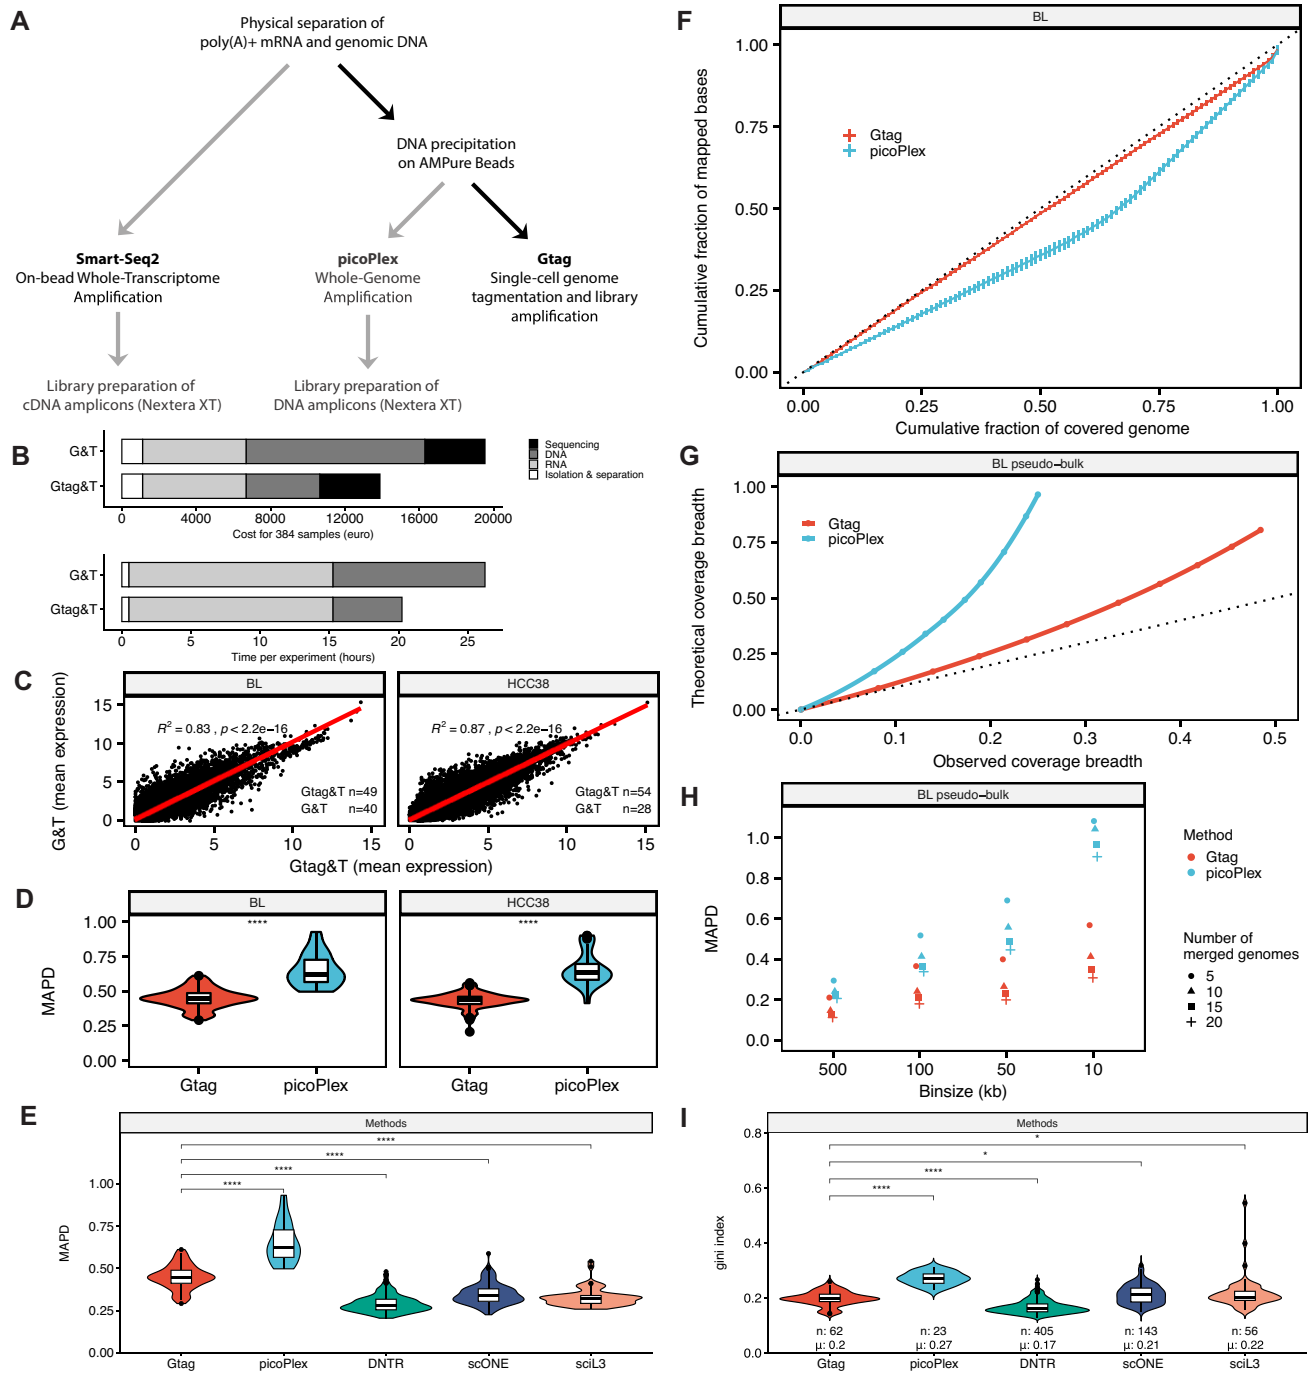 A
Physical separation of
poly(A)+ mRNA and genomic DNA
DNA precipitation
on AMPure Beads
Smart-Seq2
On-bead Whole-Transcriptome
Amplification
picoPlex
Whole-Genome
Amplification
Gtag
Single-cell genome
tagmentation and library
amplification
Library preparation of
cDNA amplicons (Nextera XT)
Library preparation of
DNA amplicons (Nextera XT)
B
G&T
Gtag&T
0 4000 8000 12000 16000 20000
Cost for 384 samples (euro)
Sequencing
DNA
RNA
Isolation & separation
G&T
Gtag&T
0 5 10 15 20 25
Time per experiment (hours)
C
BL
HCC38
G&T (mean expression)
15
10
5
0
R² = 0.83 , p < 2.2e−16
Gtag&T n=49
G&T n=40
R² = 0.87 , p < 2.2e−16
Gtag&T n=54
G&T n=28
0 5 10 15
0 5 10 15
Gtag&T (mean expression)
D
BL
HCC38
MAPD
1.00
0.75
0.50
0.25
0.00
****
****
Gtag picoPlex
Gtag picoPlex
E
Methods
MAPD
1.00
0.75
0.50
0.25
0.00
****
****
****
****
Gtag picoPlex DNTR scONE sciL3
F
BL
Cumulative fraction of mapped bases
1.00
0.75
0.50
0.25
0.00
Gtag
picoPlex
0.00 0.25 0.50 0.75 1.00
Cumulative fraction of covered genome
G
BL pseudo−bulk
Theoretical coverage breadth
1.00
0.75
0.50
0.25
0.00
Gtag
picoPlex
0.0 0.1 0.2 0.3 0.4 0.5
Observed coverage breadth
H
BL pseudo−bulk
MAPD
1.0
0.8
0.6
0.4
0.2
0.0
500 100 50 10
Binsize (kb)
Method
Gtag
picoPlex
Number of
merged genomes
5
10
15
20
I
Methods
gini index
0.8
0.6
0.4
0.2
0.0
*
*
****
****
n: 62 n: 23 n: 405 n: 143 n: 56
μ: 0.2 μ: 0.27 μ: 0.17 μ: 0.21 μ: 0.22
Gtag picoPlex DNTR scONE sciL3